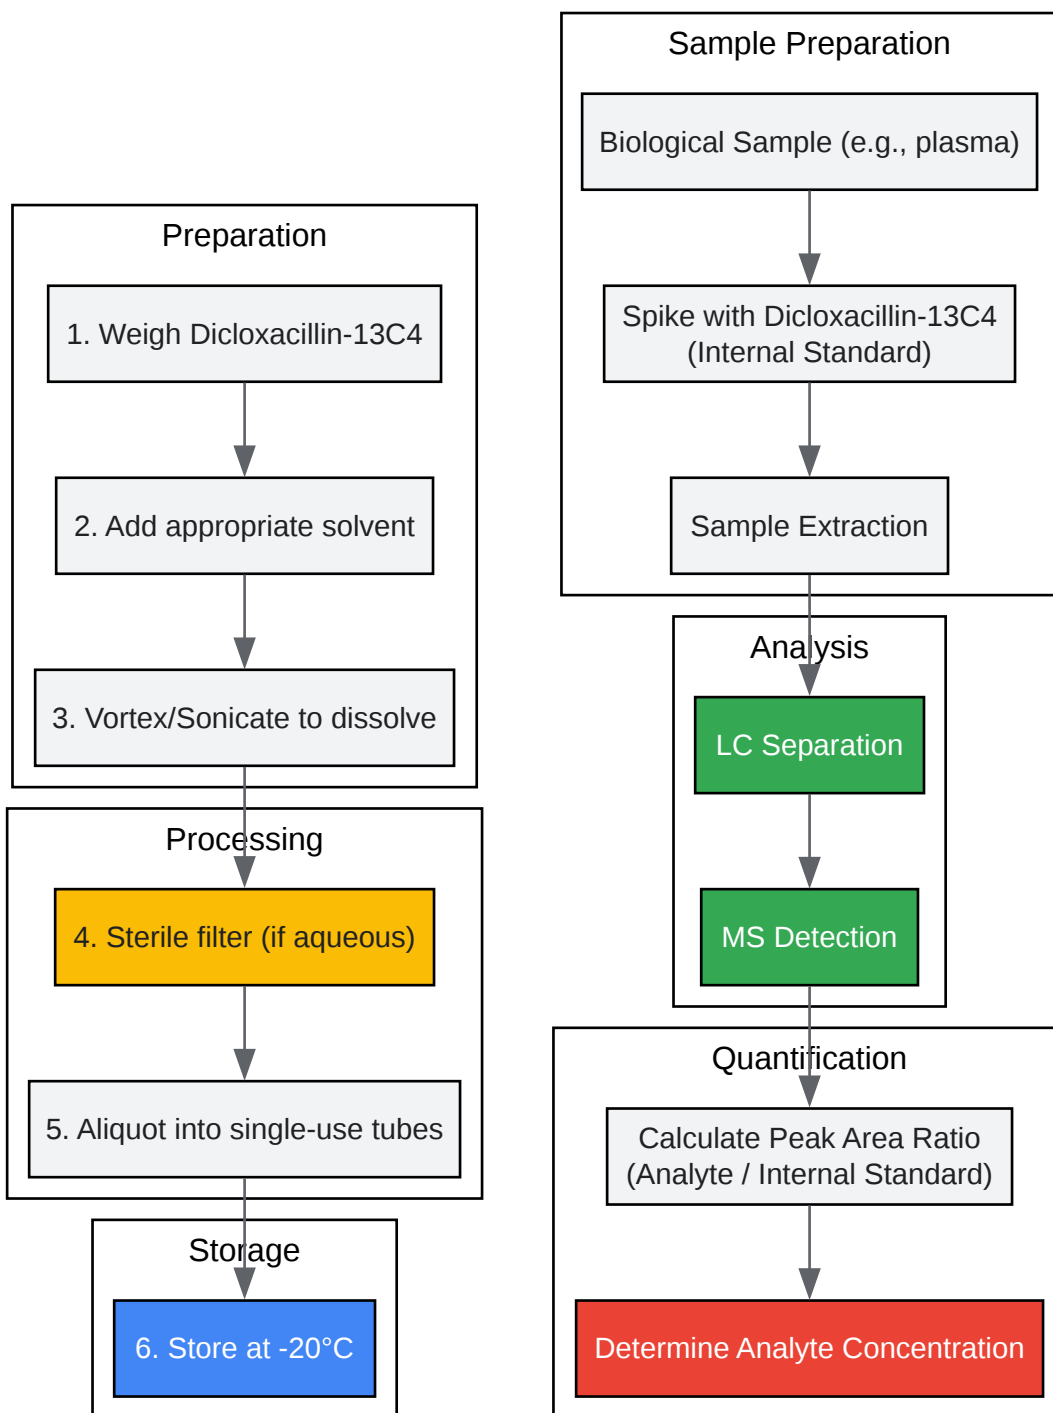 Preparation
1. Weigh Dicloxacillin-13C4
2. Add appropriate solvent
3. Vortex/Sonicate to dissolve
Processing
4. Sterile filter (if aqueous)
5. Aliquot into single-use tubes
Storage
6. Store at -20°C
Sample Preparation
Biological Sample (e.g., plasma)
Spike with Dicloxacillin-13C4
(Internal Standard)
Sample Extraction
Analysis
LC Separation
MS Detection
Quantification
Calculate Peak Area Ratio
(Analyte / Internal Standard)
Determine Analyte Concentration